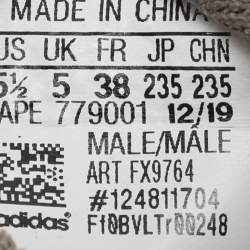 MADE IN CHINA
US UK FR JP CHN
5½ 5 38 235 235
APE 779001 12/19
MALE/MÂLE
ART FX9764
#124811704
adidas F10BVLTr00248